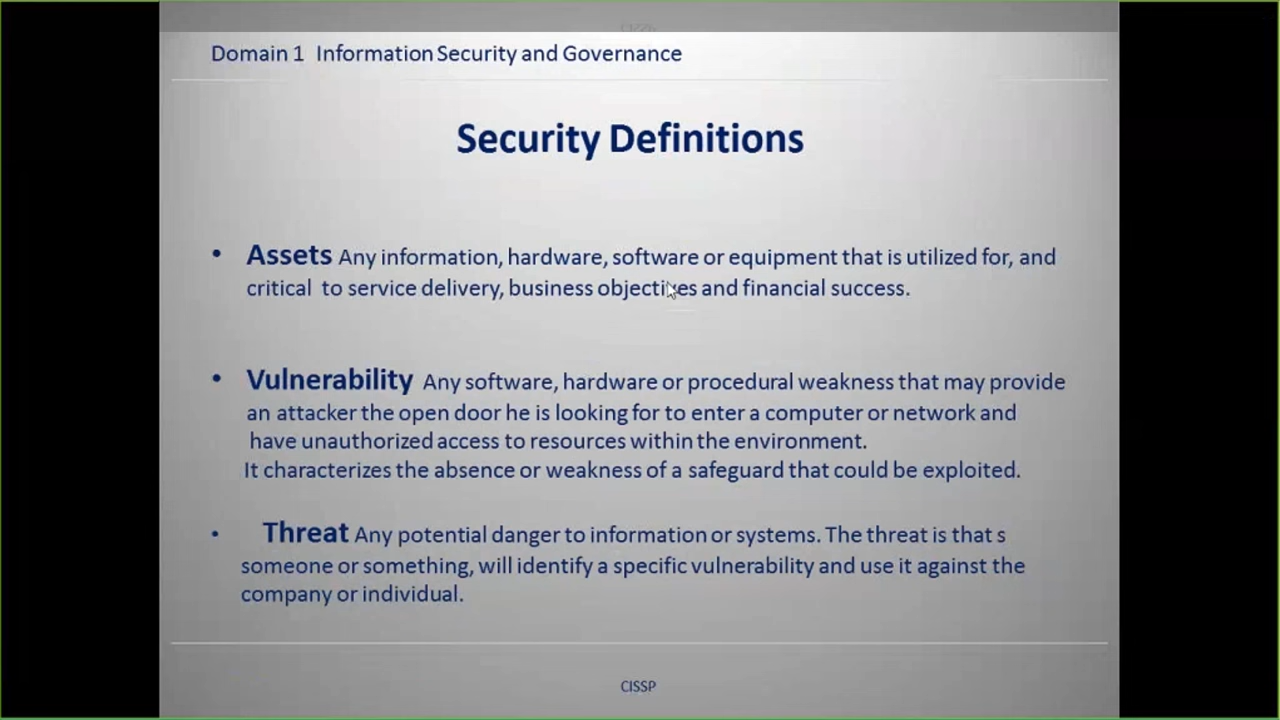 Domain 1 Information Security and Governance
Security Definitions
• Assets Any information, hardware, software or equipment that is utilized for, and
critical to service delivery, business objectives and financial success.
• Vulnerability Any software, hardware or procedural weakness that may provide
an attacker the open door he is looking for to enter a computer or network and
have unauthorized access to resources within the environment.
It characterizes the absence or weakness of a safeguard that could be exploited.
• Threat Any potential danger to information or systems. The threat is that s
someone or something, will identify a specific vulnerability and use it against the
company or individual.
CISSP